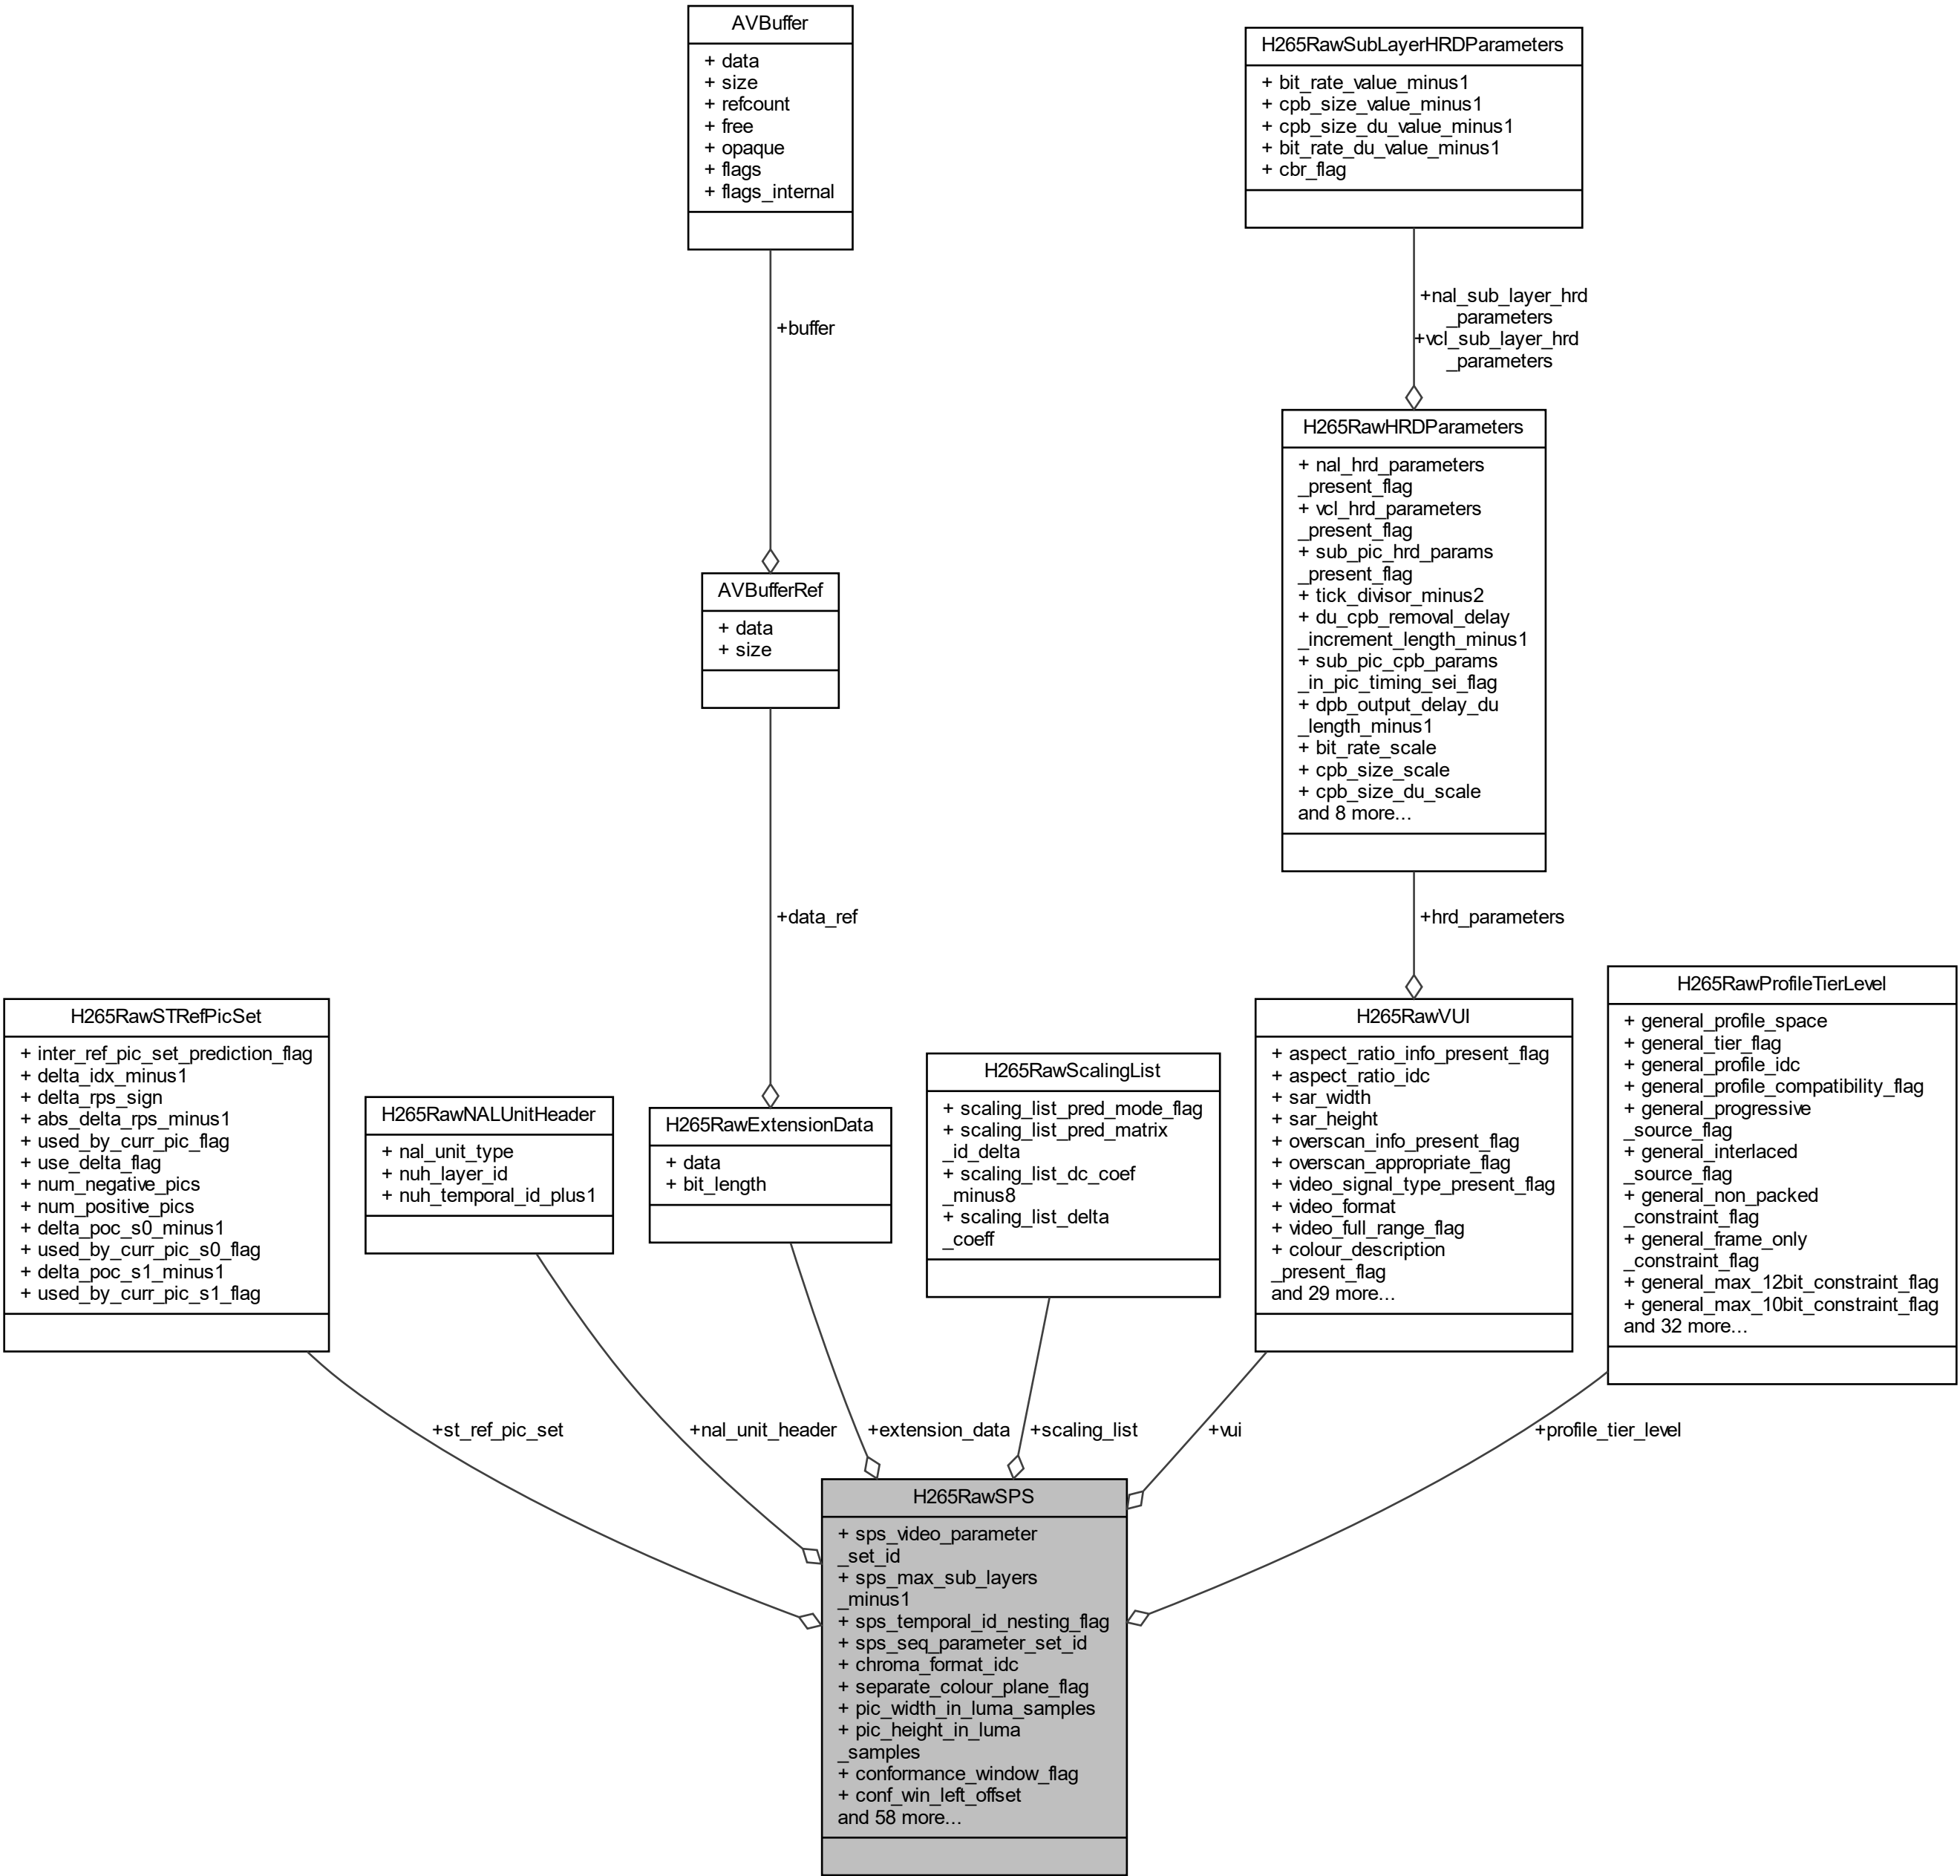 AVBuffer
+ data
+ size
+ refcount
+ free
+ opaque
+ flags
+ flags_internal
H265RawSubLayerHRDParameters
+ bit_rate_value_minus1
+ cpb_size_value_minus1
+ cpb_size_du_value_minus1
+ bit_rate_du_value_minus1
+ cbr_flag
+buffer
+nal_sub_layer_hrd
_parameters
+vcl_sub_layer_hrd
_parameters
AVBufferRef
+ data
+ size
H265RawHRDParameters
+ nal_hrd_parameters
_present_flag
+ vcl_hrd_parameters
_present_flag
+ sub_pic_hrd_params
_present_flag
+ tick_divisor_minus2
+ du_cpb_removal_delay
_increment_length_minus1
+ sub_pic_cpb_params
_in_pic_timing_sei_flag
+ dpb_output_delay_du
_length_minus1
+ bit_rate_scale
+ cpb_size_scale
+ cpb_size_du_scale
and 8 more...
+data_ref
+hrd_parameters
H265RawSTRefPicSet
+ inter_ref_pic_set_prediction_flag
+ delta_idx_minus1
+ delta_rps_sign
+ abs_delta_rps_minus1
+ used_by_curr_pic_flag
+ use_delta_flag
+ num_negative_pics
+ num_positive_pics
+ delta_poc_s0_minus1
+ used_by_curr_pic_s0_flag
+ delta_poc_s1_minus1
+ used_by_curr_pic_s1_flag
H265RawNALUnitHeader
+ nal_unit_type
+ nuh_layer_id
+ nuh_temporal_id_plus1
H265RawExtensionData
+ data
+ bit_length
H265RawScalingList
+ scaling_list_pred_mode_flag
+ scaling_list_pred_matrix
_id_delta
+ scaling_list_dc_coef
_minus8
+ scaling_list_delta
_coeff
H265RawVUI
+ aspect_ratio_info_present_flag
+ aspect_ratio_idc
+ sar_width
+ sar_height
+ overscan_info_present_flag
+ overscan_appropriate_flag
+ video_signal_type_present_flag
+ video_format
+ video_full_range_flag
+ colour_description
_present_flag
and 29 more...
H265RawProfileTierLevel
+ general_profile_space
+ general_tier_flag
+ general_profile_idc
+ general_profile_compatibility_flag
+ general_progressive
_source_flag
+ general_interlaced
_source_flag
+ general_non_packed
_constraint_flag
+ general_frame_only
_constraint_flag
+ general_max_12bit_constraint_flag
+ general_max_10bit_constraint_flag
and 32 more...
+st_ref_pic_set
+nal_unit_header
+extension_data
+scaling_list
+vui
+profile_tier_level
H265RawSPS
+ sps_video_parameter
_set_id
+ sps_max_sub_layers
_minus1
+ sps_temporal_id_nesting_flag
+ sps_seq_parameter_set_id
+ chroma_format_idc
+ separate_colour_plane_flag
+ pic_width_in_luma_samples
+ pic_height_in_luma
_samples
+ conformance_window_flag
+ conf_win_left_offset
and 58 more...